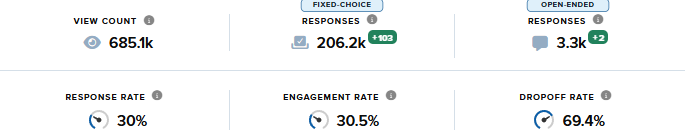 FIXED-CHOICE
OPEN-ENDED
VIEW COUNT
RESPONSES
RESPONSES
685.1k
206.2k +103
3.3k +2
RESPONSE RATE
ENGAGEMENT RATE
DROPOFF RATE
30%
30.5%
69.4%